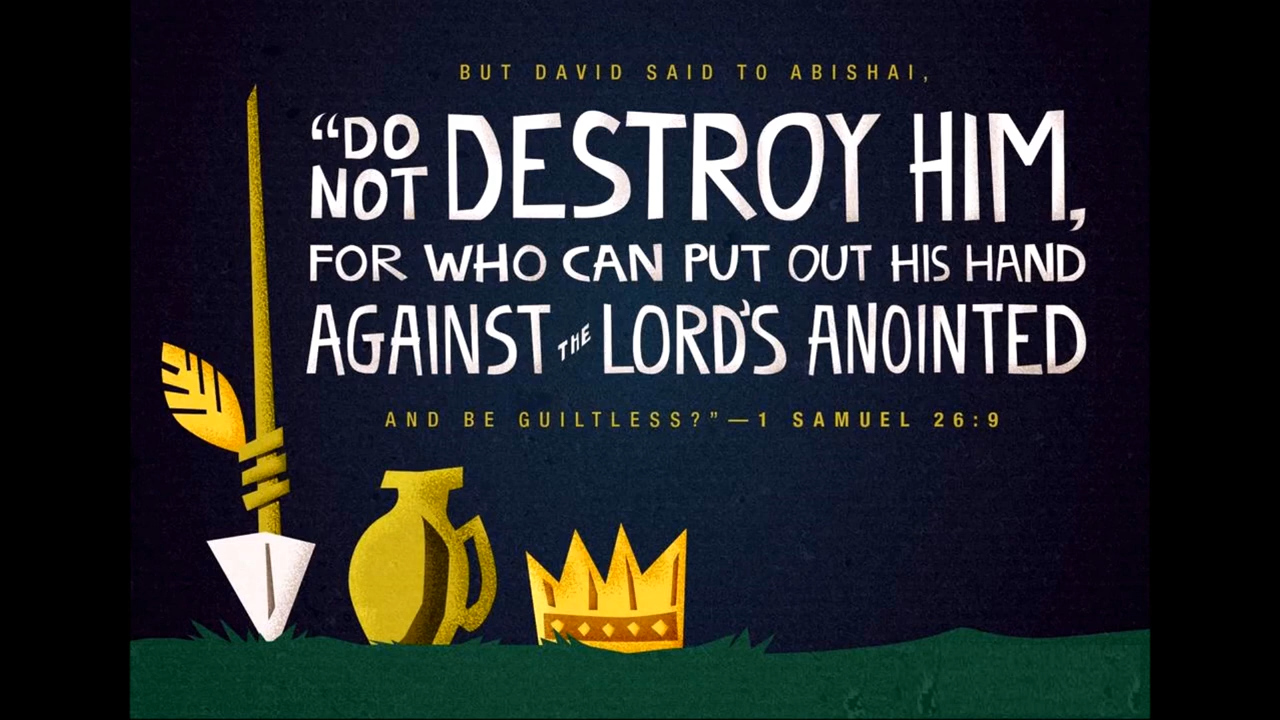 BUT DAVID SAID TO ABISHAI,
“DO NOT DESTROY HIM,
FOR WHO CAN PUT OUT HIS HAND
AGAINST THE LORD’S ANOINTED
AND BE GUILTLESS?”—1 SAMUEL 26:9